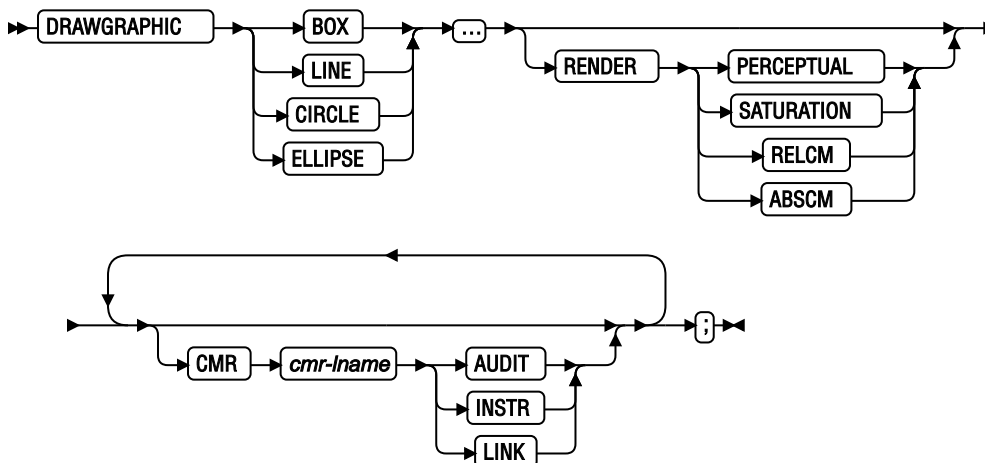 DRAWGRAPHIC BOX ...
LINE
CIRCLE
ELLIPSE
RENDER PERCEPTUAL
SATURATION
RELCM
ABSCM
CMR cmr-lname AUDIT ;
INSTR
LINK